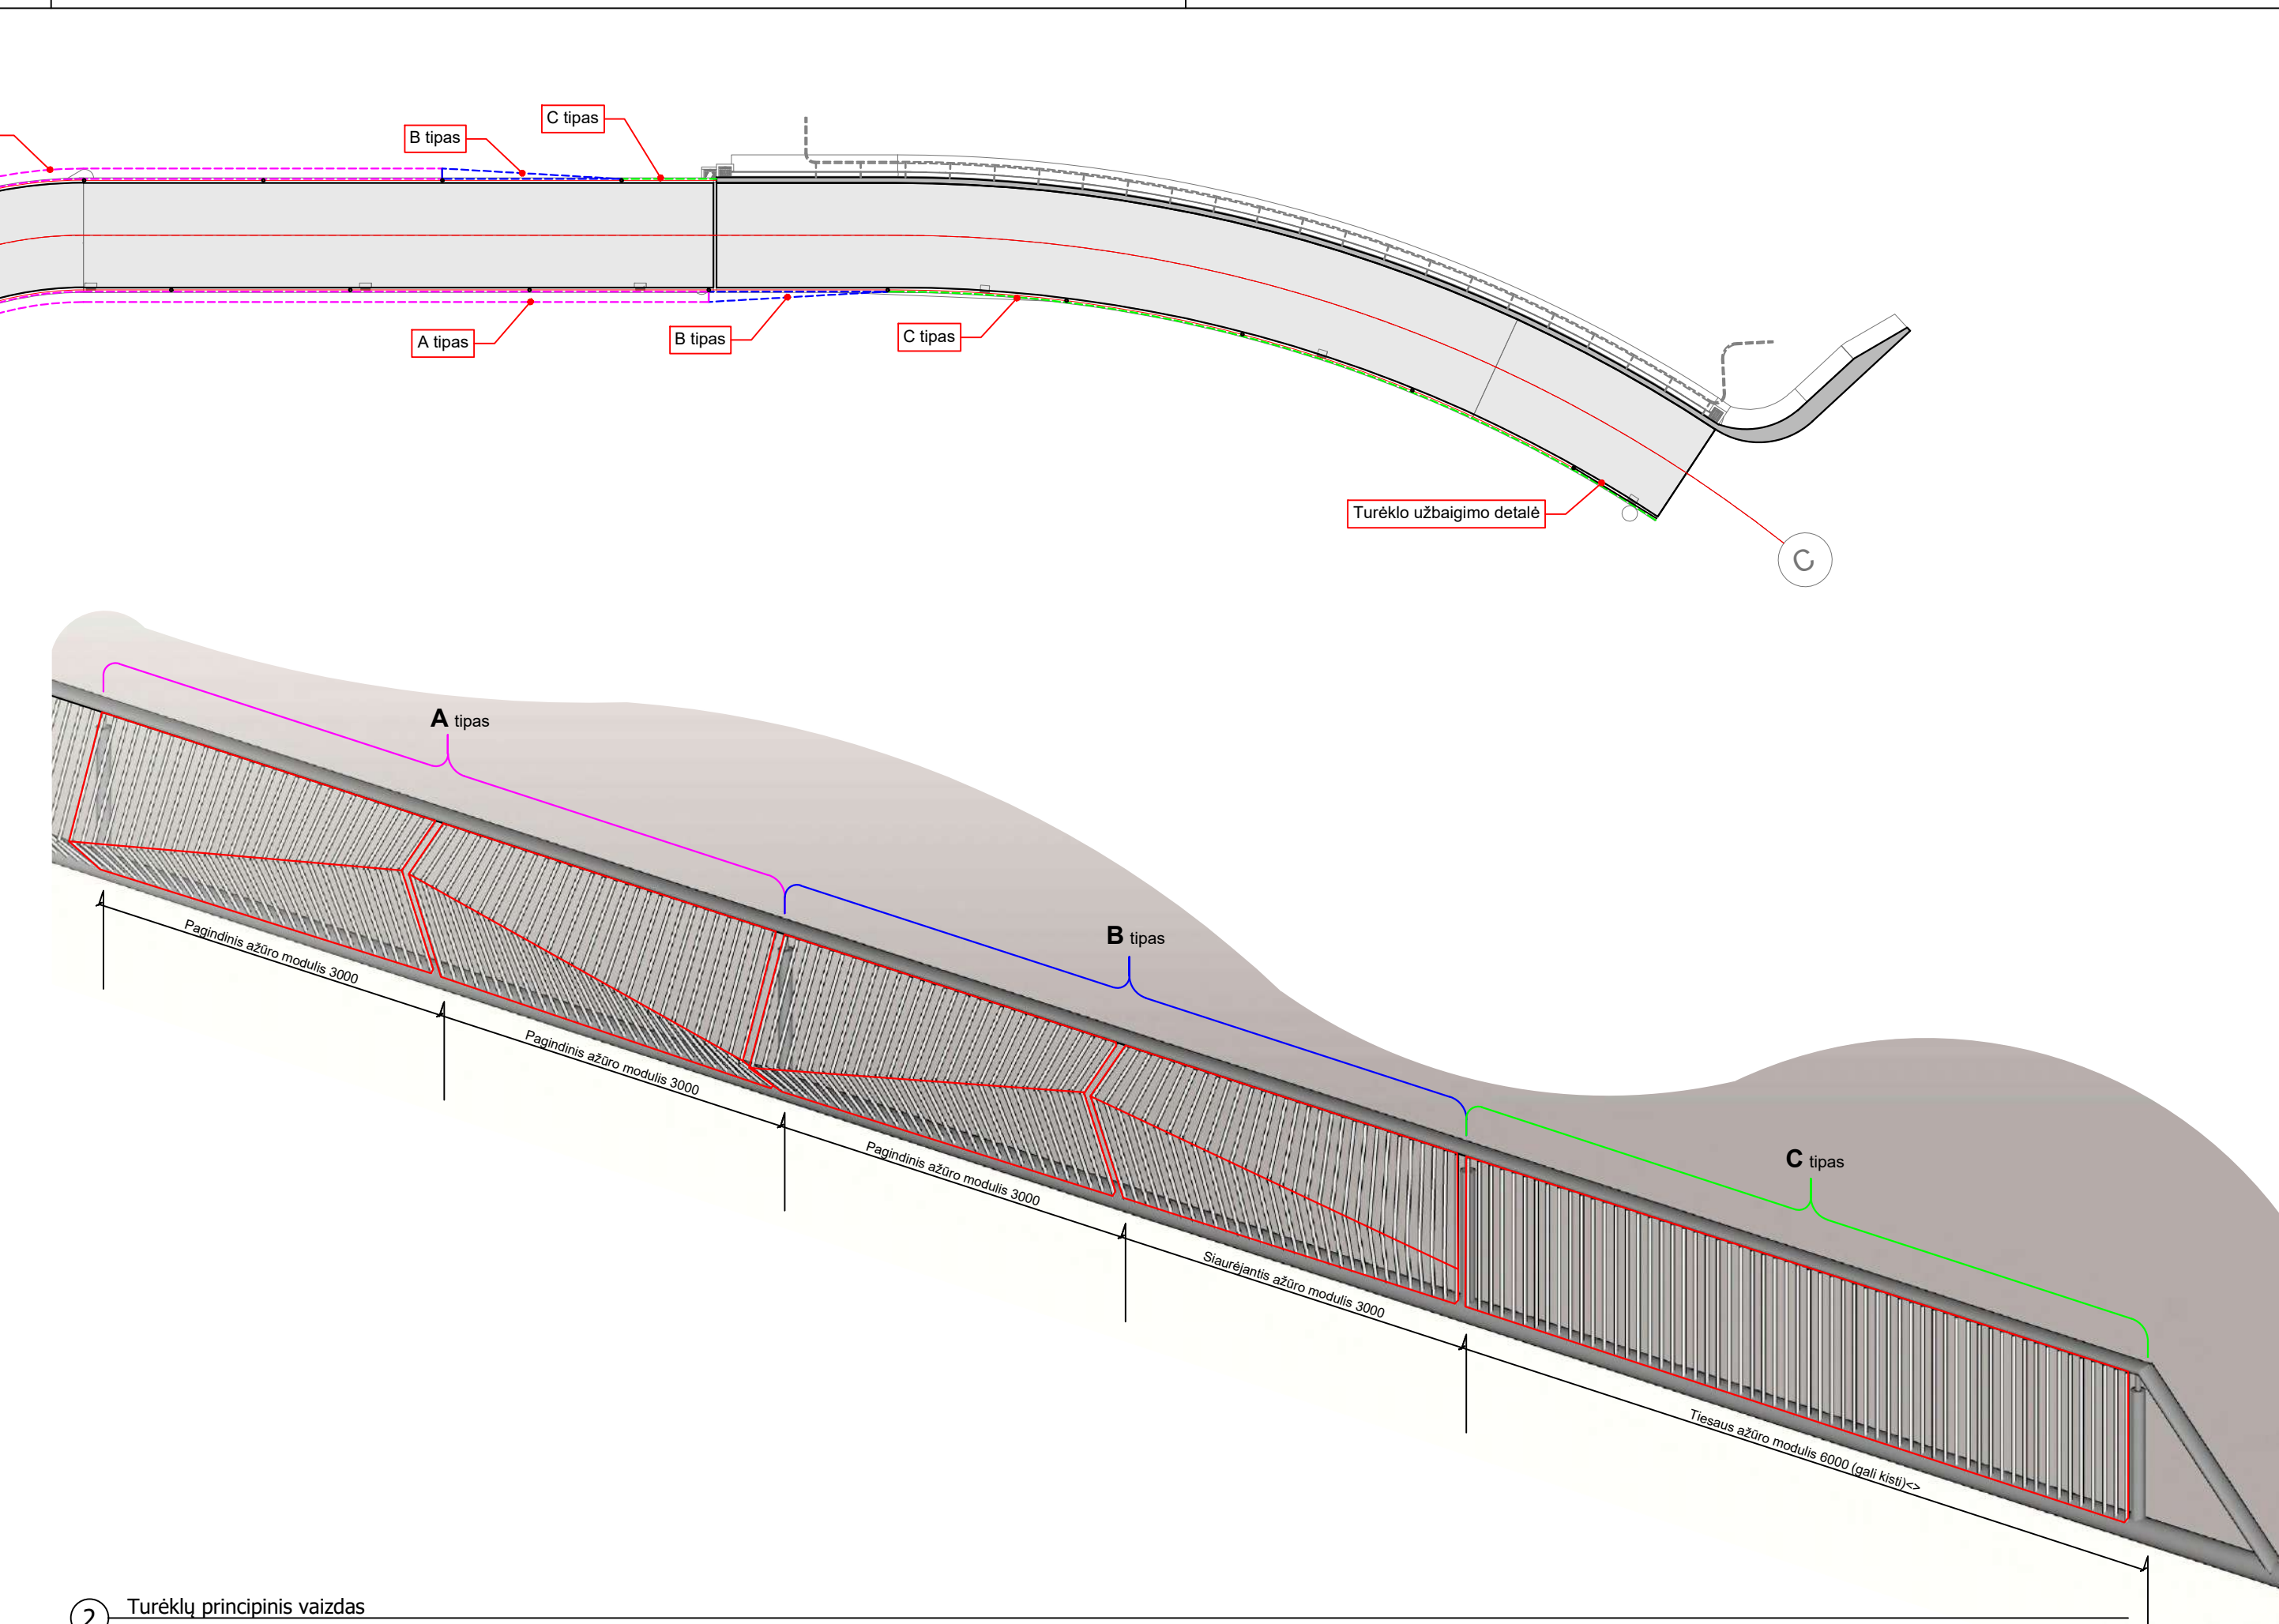 C tipas
B tipas
A tipas
B tipas
C tipas
Turėklo užbaigimo detalė
C
A tipas
B tipas
C tipas
Pagindinis ažūro modulis 3000
Pagindinis ažūro modulis 3000
Pagindinis ažūro modulis 3000
Siaurėjantis ažūro modulis 3000
Tiesaus ažūro modulis 6000 (gali kisti)<>
2 Turėklų principinis vaizdas